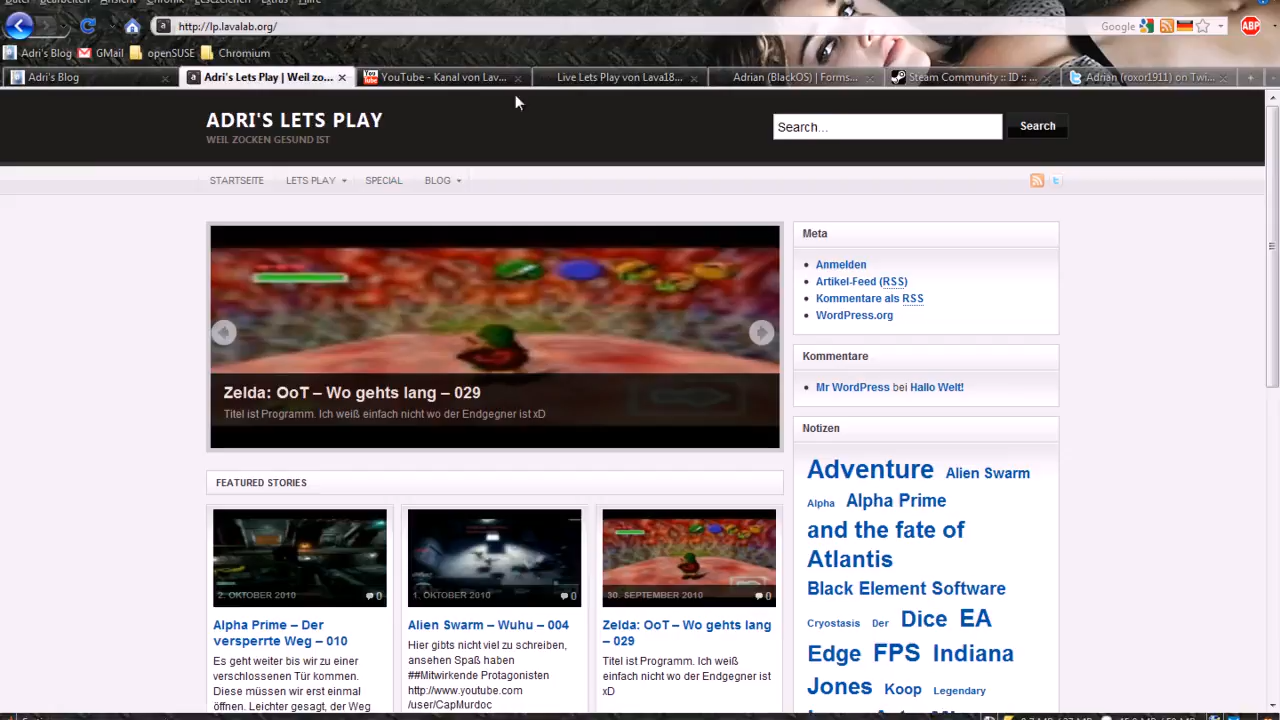 Datei Bearbeiten Ansicht Chronik Lesezeichen Extras Hilfe
http://lp.lavalab.org/
Google
ABP
Adri's Blog GMail openSUSE Chromium
Adri's Blog
Adri's Lets Play | Weil zo...
YouTube - Kanal von Lav...
Live Lets Play von Lava18...
Adrian (BlackOS) | Forms...
Steam Community :: ID :: ...
Adrian (roxor1911) on Twi...
ADRI'S LETS PLAY
WEIL ZOCKEN GESUND IST
Search...
Search
STARTSEITE LETS PLAY SPECIAL BLOG
Zelda: OoT – Wo gehts lang – 029
Titel ist Programm. Ich weiß einfach nicht wo der Endgegner ist xD
FEATURED STORIES
2. OKTOBER 2010 0
Alpha Prime – Der
versperrte Weg – 010
Es geht weiter bis wir zu einer
verschlossenen Tür kommen.
Diese müssen wir erst einmal
öffnen. Leichter gesagt, der Weg
1. OKTOBER 2010 0
Alien Swarm – Wuhu – 004
Hier gibts nicht viel zu schreiben,
ansehen Spaß haben
##Mitwirkende Protagonisten
http://www.youtube.com
/user/CapMurdoc
30. SEPTEMBER 2010 0
Zelda: OoT – Wo gehts lang
– 029
Titel ist Programm. Ich weiß
einfach nicht wo der Endgegner ist
xD
Meta
Anmelden
Artikel-Feed (RSS)
Kommentare als RSS
WordPress.org
Kommentare
Mr WordPress bei Hallo Welt!
Notizen
Adventure Alien Swarm
Alpha Alpha Prime
and the fate of
Atlantis
Black Element Software
Cryostasis Der Dice EA
Edge FPS Indiana
Jones Koop Legendary